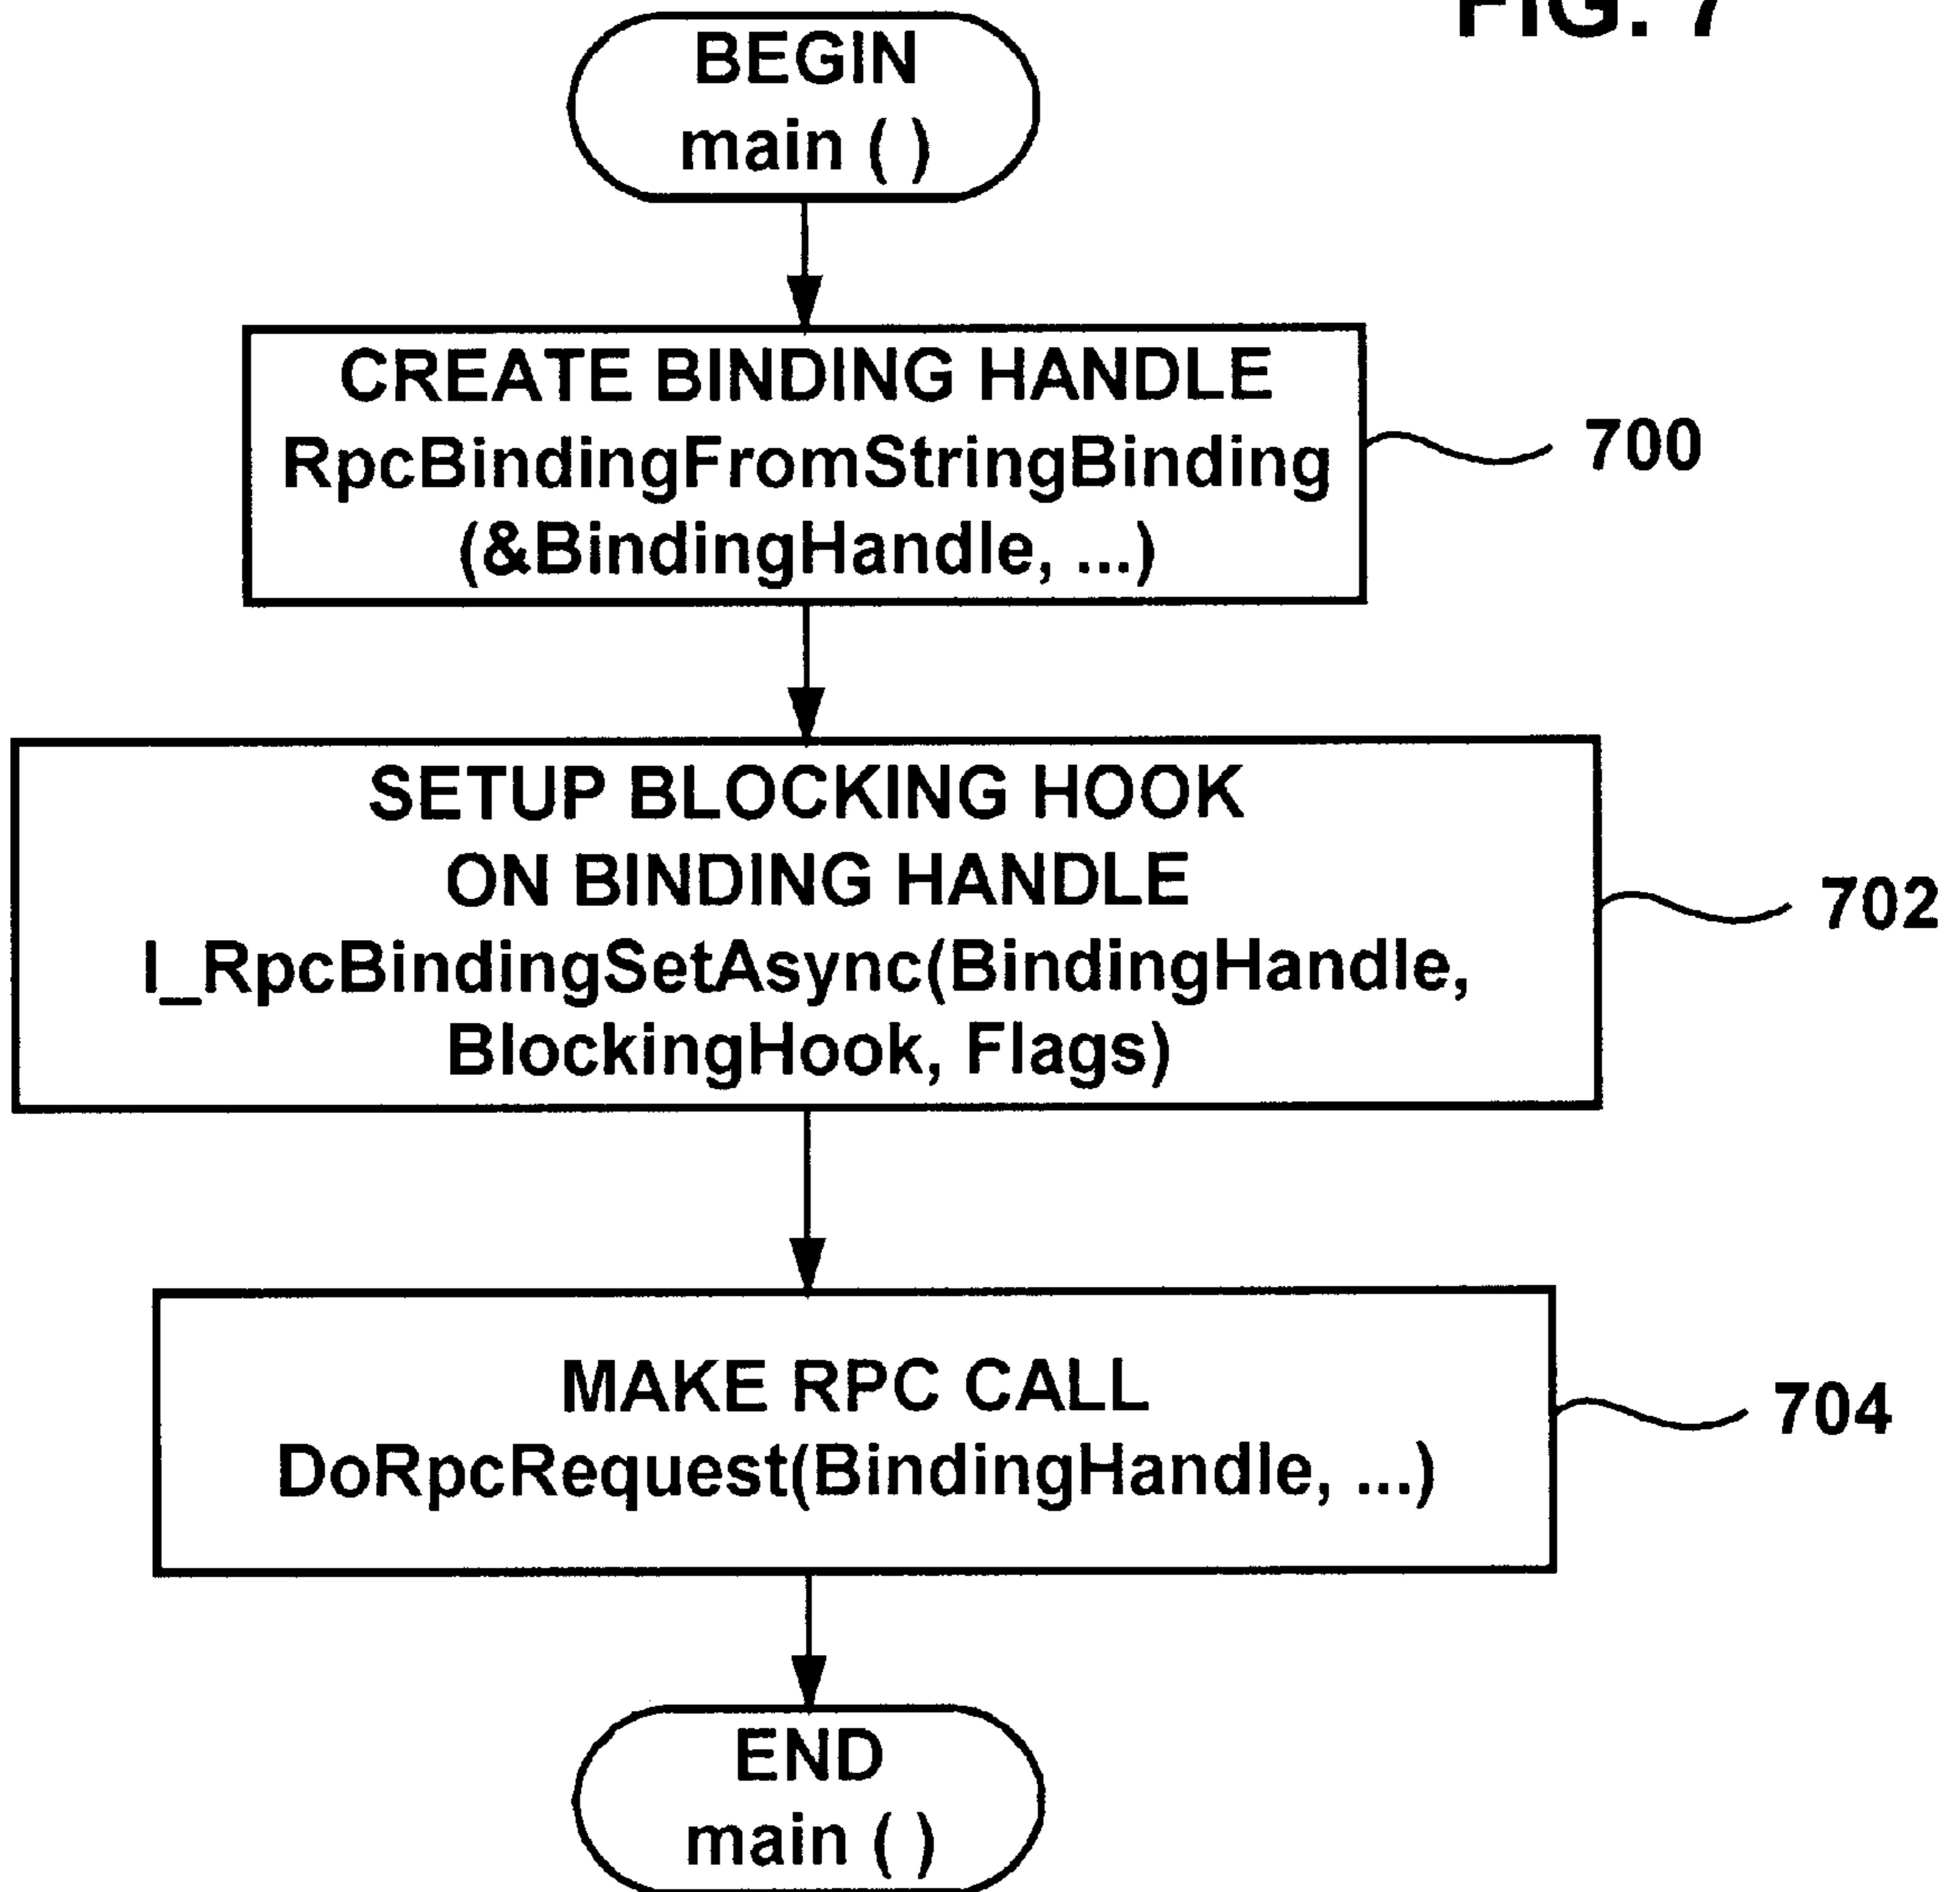 FIG. 7
BEGIN
main ( )
CREATE BINDING HANDLE
RpcBindingFromStringBinding
(&BindingHandle, ...)
700
SETUP BLOCKING HOOK
ON BINDING HANDLE
I_RpcBindingSetAsync(BindingHandle,
BlockingHook, Flags)
702
MAKE RPC CALL
DoRpcRequest(BindingHandle, ...)
704
END
main ( )